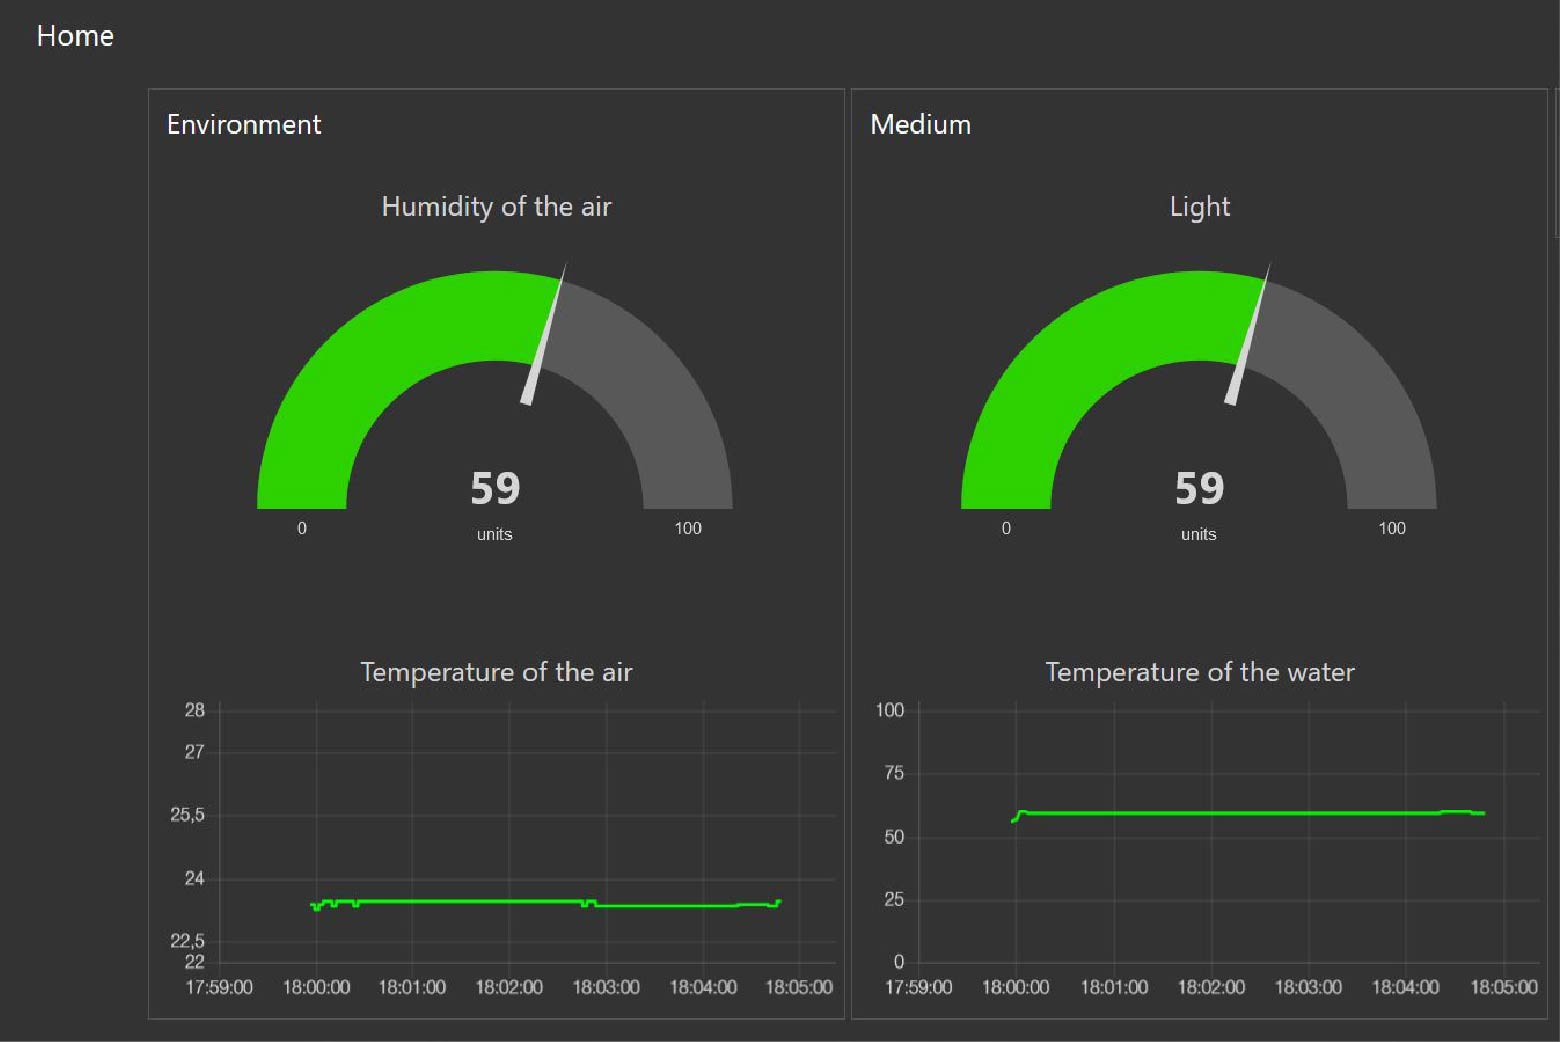 Home
Environment
Humidity of the air
59
0
units
100
Temperature of the air
28
27
25,5
24
22,5
22
17:59:00 18:00:00 18:01:00 18:02:00 18:03:00 18:04:00 18:05:00
Medium
Light
59
0
units
100
Temperature of the water
100
75
50
25
0
17:59:00 18:00:00 18:01:00 18:02:00 18:03:00 18:04:00 18:05:00